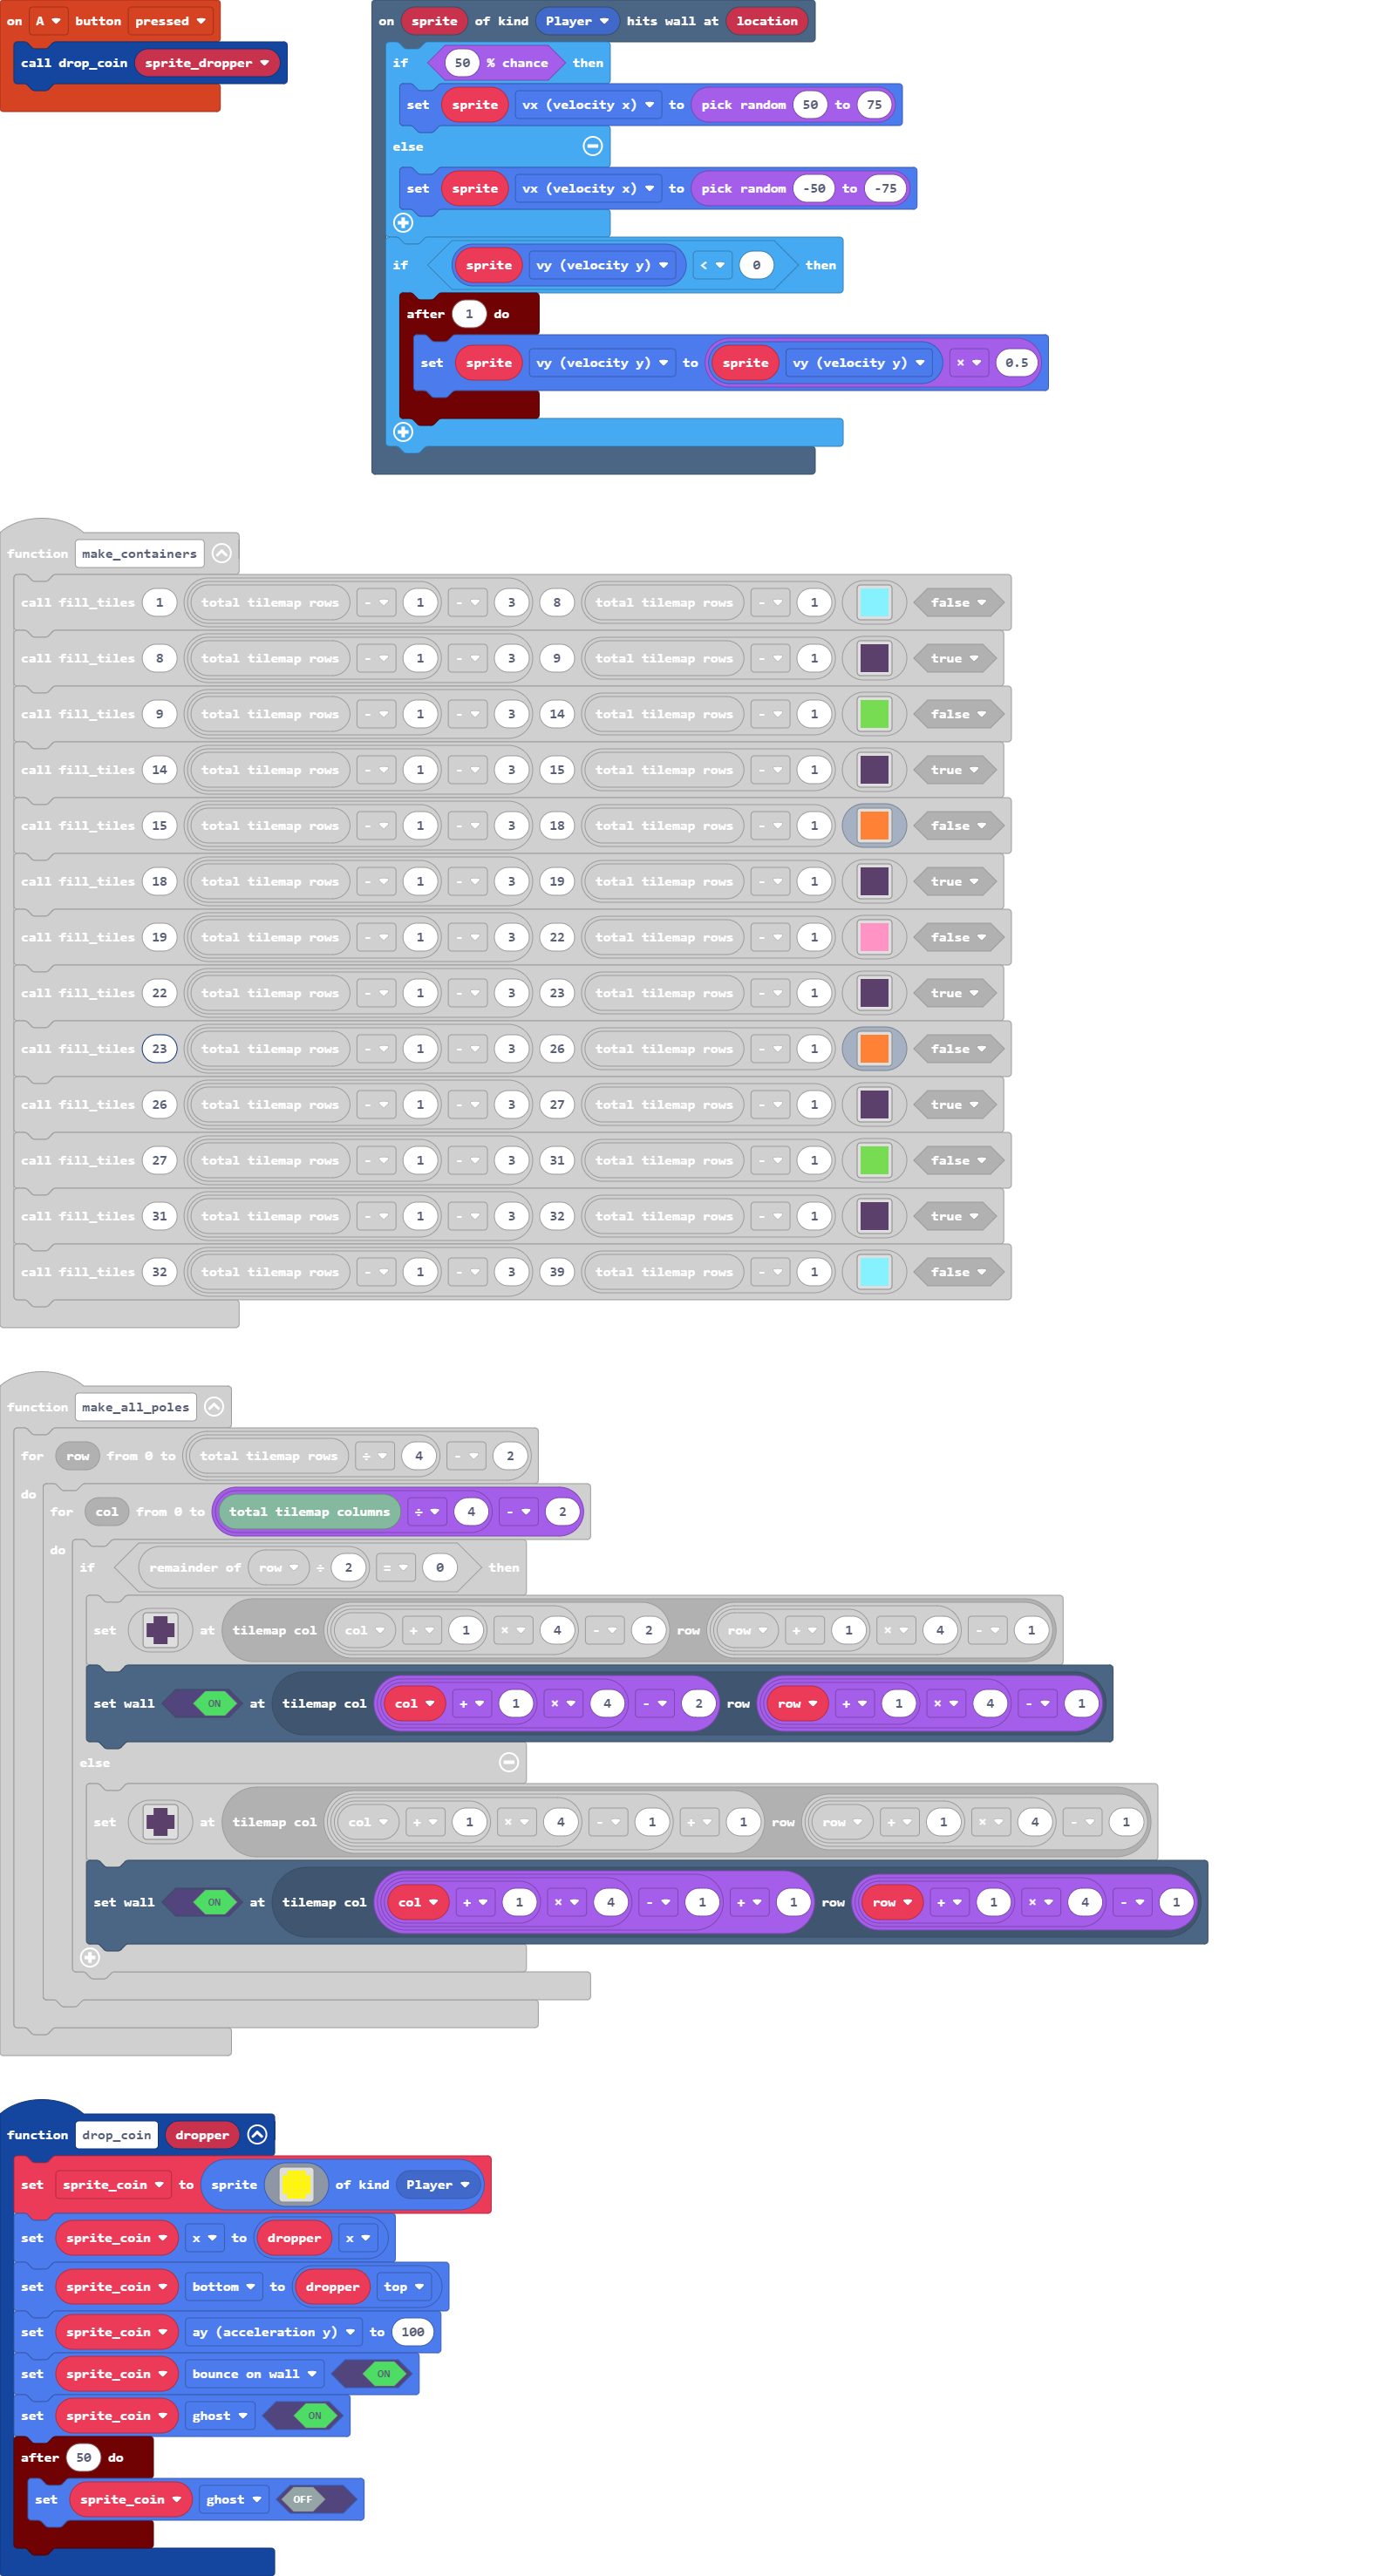 on A button pressed
call drop_coin sprite_dropper
on sprite of kind Player hits wall at location
if 50 % chance then
set sprite vx (velocity x) to pick random 50 to 75
else
set sprite vx (velocity x) to pick random -50 to -75
if sprite vy (velocity y) < 0 then
after 1 do
set sprite vy (velocity y) to sprite vy (velocity y) × 0.5
function make_containers
call fill_tiles 1 total tilemap rows - 1 - 3 8 total tilemap rows - 1 false
call fill_tiles 8 total tilemap rows - 1 - 3 9 total tilemap rows - 1 true
call fill_tiles 9 total tilemap rows - 1 - 3 14 total tilemap rows - 1 false
call fill_tiles 14 total tilemap rows - 1 - 3 15 total tilemap rows - 1 true
call fill_tiles 15 total tilemap rows - 1 - 3 18 total tilemap rows - 1 false
call fill_tiles 18 total tilemap rows - 1 - 3 19 total tilemap rows - 1 true
call fill_tiles 19 total tilemap rows - 1 - 3 22 total tilemap rows - 1 false
call fill_tiles 22 total tilemap rows - 1 - 3 23 total tilemap rows - 1 true
call fill_tiles 23 total tilemap rows - 1 - 3 26 total tilemap rows - 1 false
call fill_tiles 26 total tilemap rows - 1 - 3 27 total tilemap rows - 1 true
call fill_tiles 27 total tilemap rows - 1 - 3 31 total tilemap rows - 1 false
call fill_tiles 31 total tilemap rows - 1 - 3 32 total tilemap rows - 1 true
call fill_tiles 32 total tilemap rows - 1 - 3 39 total tilemap rows - 1 false
function make_all_poles
for row from 0 to total tilemap rows ÷ 4 - 2
do
for col from 0 to total tilemap columns ÷ 4 - 2
do
if remainder of row ÷ 2 = 0 then
set at tilemap col col + 1 × 4 - 2 row row + 1 × 4 - 1
set wall ON at tilemap col col + 1 × 4 - 2 row row + 1 × 4 - 1
else
set at tilemap col col + 1 × 4 - 1 + 1 row row + 1 × 4 - 1
set wall ON at tilemap col col + 1 × 4 - 1 + 1 row row + 1 × 4 - 1
function drop_coin dropper
set sprite_coin to sprite of kind Player
set sprite_coin x to dropper x
set sprite_coin bottom to dropper top
set sprite_coin ay (acceleration y) to 100
set sprite_coin bounce on wall ON
set sprite_coin ghost ON
after 50 do
set sprite_coin ghost OFF